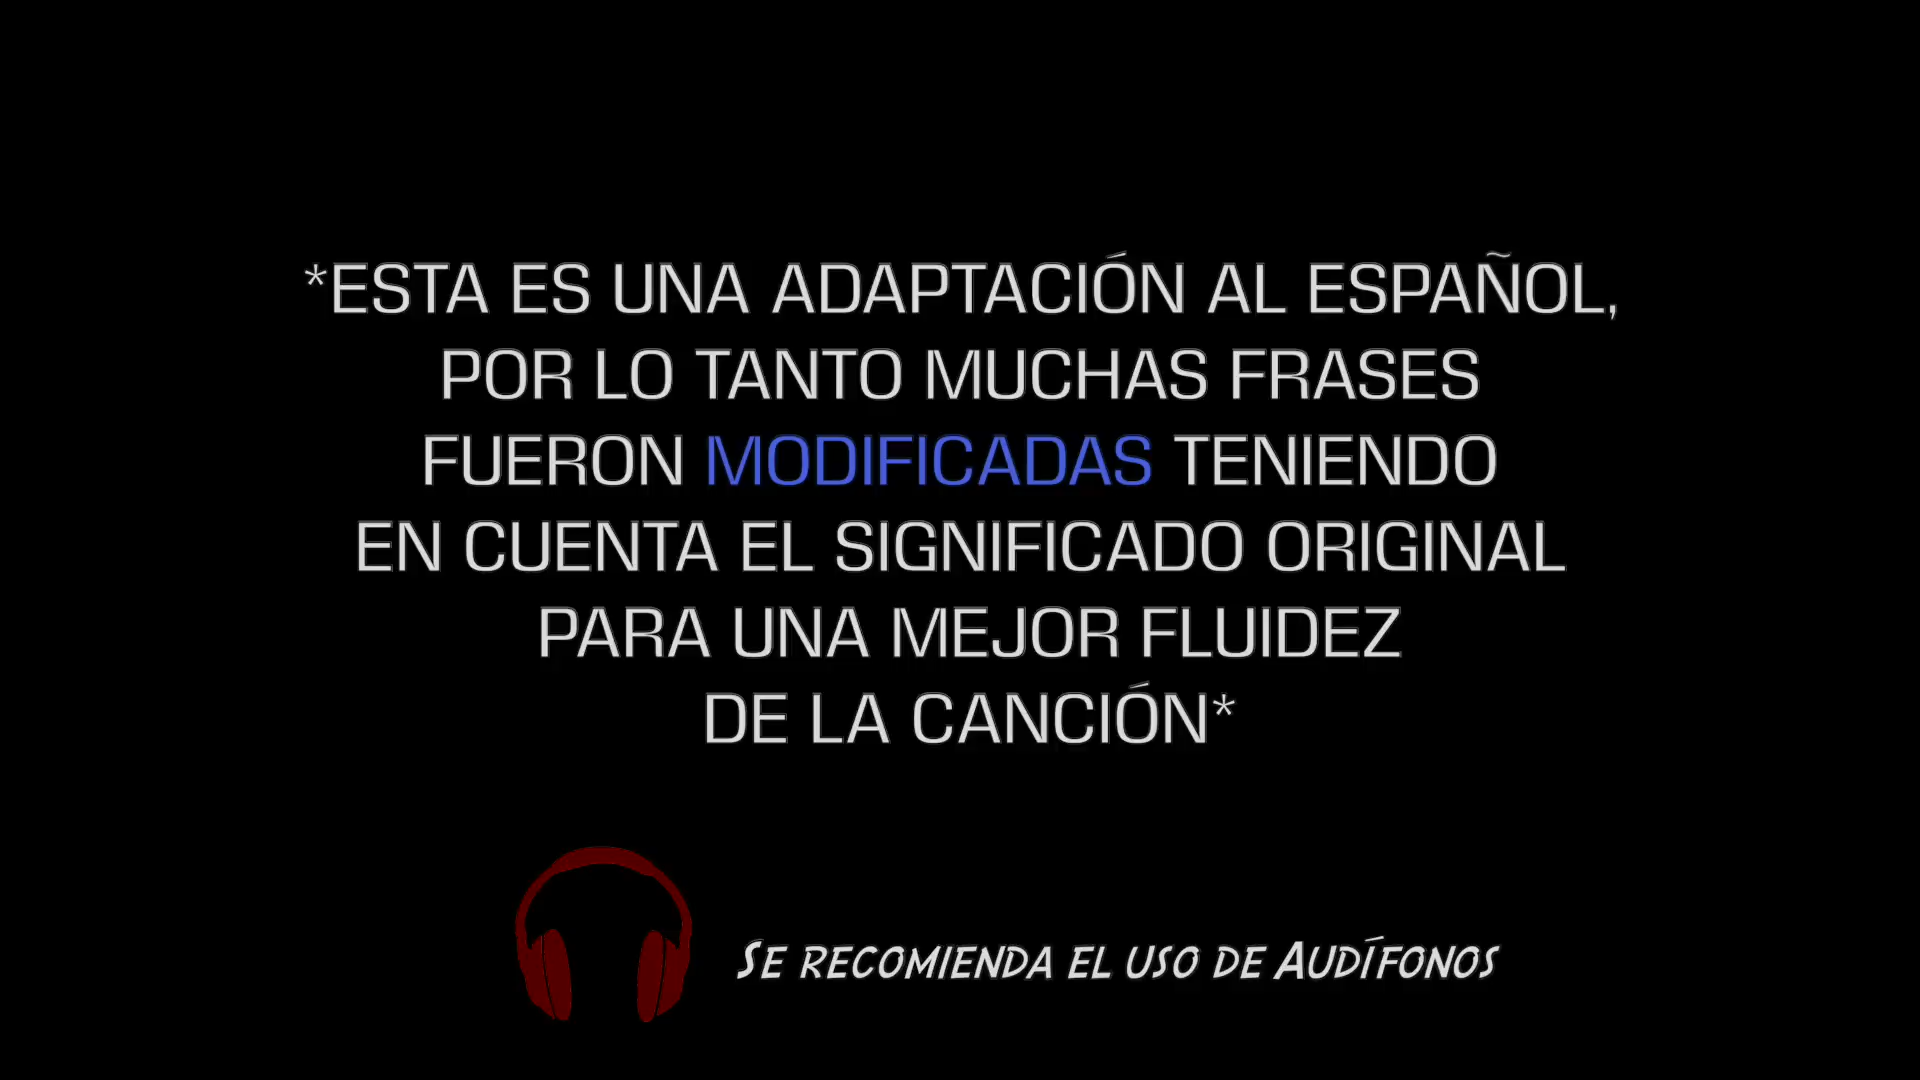 *ESTA ES UNA ADAPTACIÓN AL ESPAÑOL,
POR LO TANTO MUCHAS FRASES
FUERON MODIFICADAS TENIENDO
EN CUENTA EL SIGNIFICADO ORIGINAL
PARA UNA MEJOR FLUIDEZ
DE LA CANCIÓN*
SE RECOMIENDA EL USO DE AUDÍFONOS